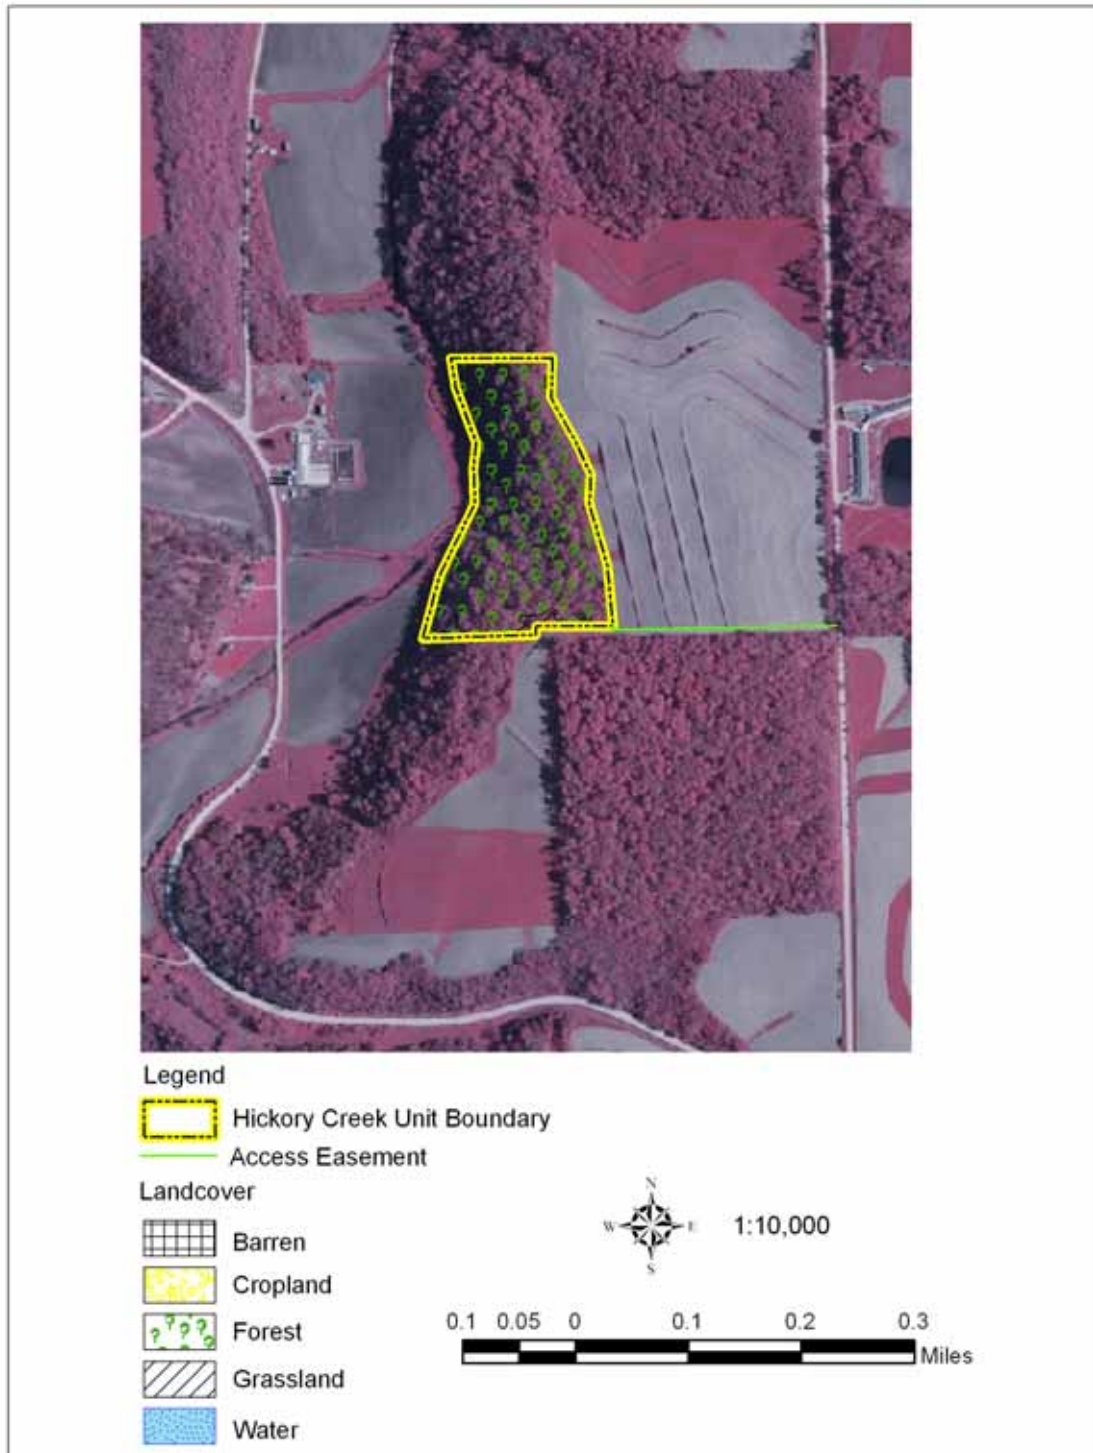 Legend
Hickory Creek Unit Boundary
Access Easement
Landcover
Barren
Cropland
Forest
Grassland
Water
N
W E
S
1:10,000
0.1 0.05 0 0.1 0.2 0.3
Miles